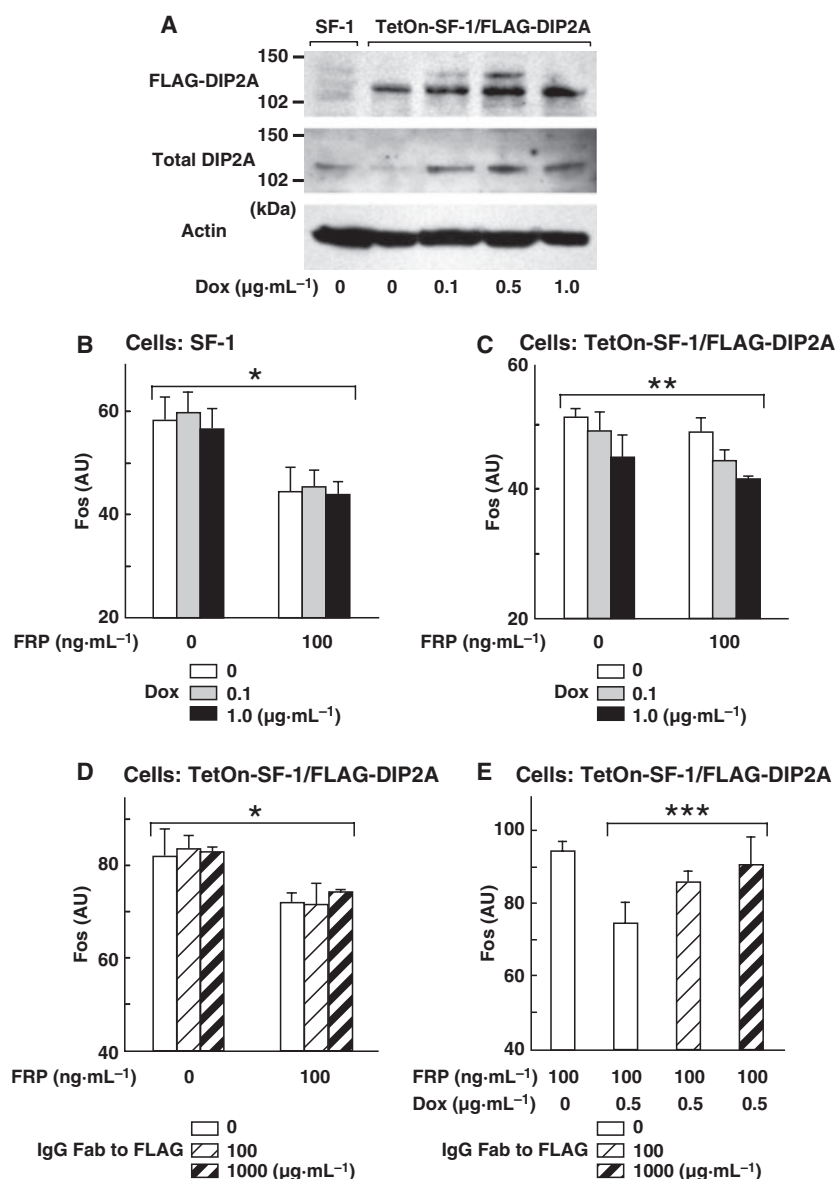 A
SF-1 TetOn-SF-1/FLAG-DIP2A
150
FLAG-DIP2A
102
150
Total DIP2A
102
(kDa)
Actin
Dox (µg·mL⁻¹) 0 0 0.1 0.5 1.0
B Cells: SF-1
*
60
40
20
Fos (AU)
FRP (ng·mL⁻¹) 0 100
0
Dox 0.1
1.0 (µg·mL⁻¹)
C Cells: TetOn-SF-1/FLAG-DIP2A
**
60
40
20
Fos (AU)
FRP (ng·mL⁻¹) 0 100
0
Dox 0.1
1.0 (µg·mL⁻¹)
D Cells: TetOn-SF-1/FLAG-DIP2A
*
80
60
40
Fos (AU)
FRP (ng·mL⁻¹) 0 100
0
IgG Fab to FLAG 100
1000 (µg·mL⁻¹)
E Cells: TetOn-SF-1/FLAG-DIP2A
***
100
80
60
40
Fos (AU)
FRP (ng·mL⁻¹) 100 100 100 100
Dox (µg·mL⁻¹) 0 0.5 0.5 0.5
0
IgG Fab to FLAG 100
1000 (µg·mL⁻¹)